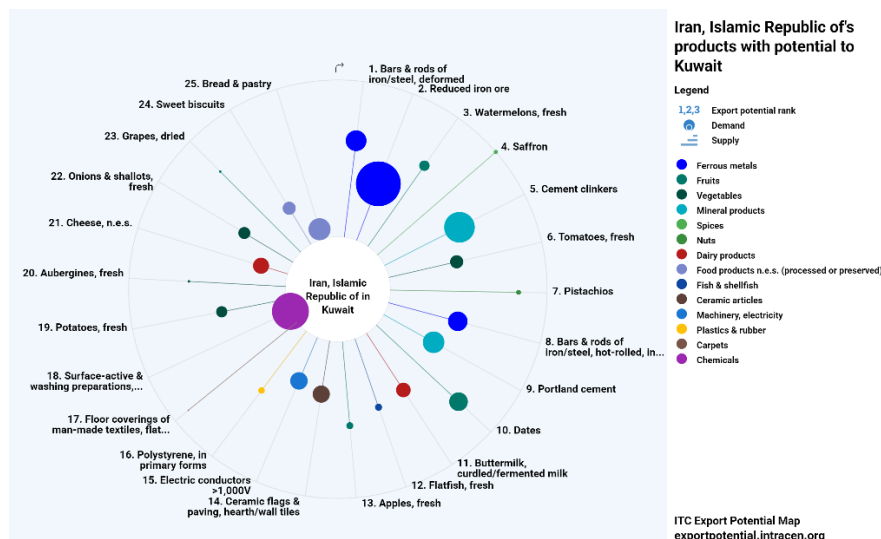 Iran, Islamic Republic of's
products with potential to
Kuwait
Legend
1,2,3 Export potential rank
Demand
Supply
Ferrous metals
Fruits
Vegetables
Mineral products
Spices
Nuts
Dairy products
Food products n.e.s. (processed or preserved)
Fish & shellfish
Ceramic articles
Machinery, electricity
Plastics & rubber
Carpets
Chemicals
1. Bars & rods of
iron/steel, deformed
2. Reduced iron ore
3. Watermelons, fresh
4. Saffron
5. Cement clinkers
6. Tomatoes, fresh
7. Pistachios
8. Bars & rods of
iron/steel, hot-rolled, in...
9. Portland cement
10. Dates
11. Buttermilk,
curdled/fermented milk
12. Flatfish, fresh
13. Apples, fresh
14. Ceramic flags &
paving, hearth/wall tiles
15. Electric conductors
>1,000V
16. Polystyrene, in
primary forms
17. Floor coverings of
man-made textiles, flat...
18. Surface-active &
washing preparations,...
19. Potatoes, fresh
20. Aubergines, fresh
21. Cheese, n.e.s.
22. Onions & shallots,
fresh
23. Grapes, dried
24. Sweet biscuits
25. Bread & pastry
Iran, Islamic
Republic of in
Kuwait
ITC Export Potential Map
exportpotential.intracen.org